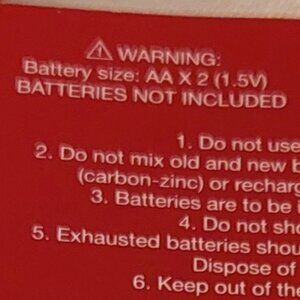 ⚠ WARNING:
Battery size: AA X 2 (1.5V)
BATTERIES NOT INCLUDED
1. Do not use
2. Do not mix old and new
(carbon-zinc) or recharg
3. Batteries are to be
4. Do not sho
5. Exhausted batteries shou
Dispose of
6. Keep out of the